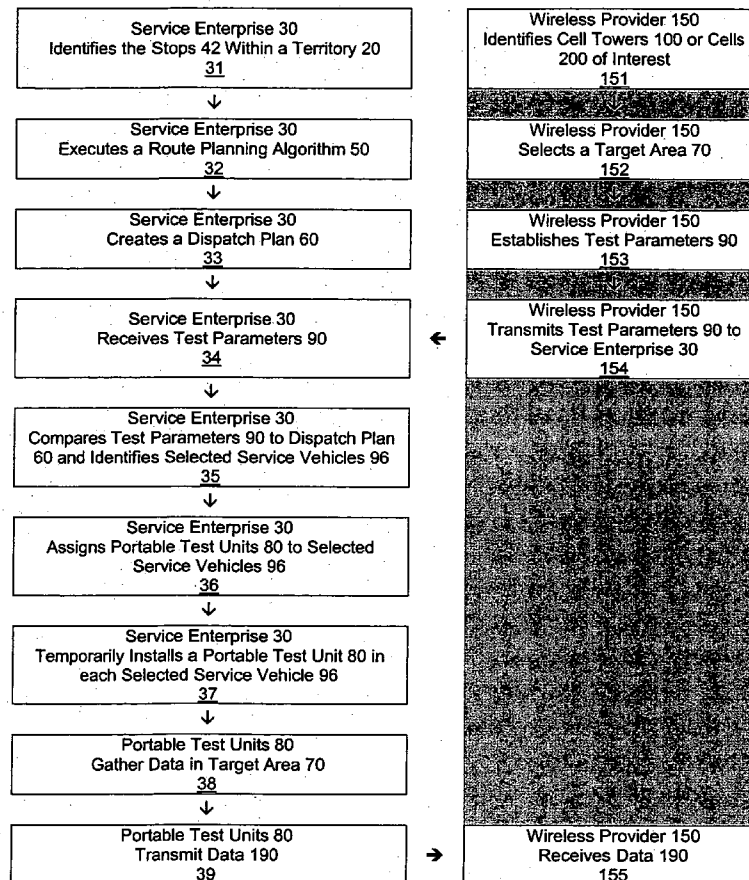 Service Enterprise 30
Identifies the Stops 42 Within a Territory 20
31
↓
Service Enterprise 30
Executes a Route Planning Algorithm 50
32
↓
Service Enterprise 30
Creates a Dispatch Plan 60
33
↓
Service Enterprise 30
Receives Test Parameters 90
34
↓
Service Enterprise 30
Compares Test Parameters 90 to Dispatch Plan
60 and Identifies Selected Service Vehicles 96
35
↓
Service Enterprise 30
Assigns Portable Test Units 80 to Selected
Service Vehicles 96
36
↓
Service Enterprise 30
Temporarily Installs a Portable Test Unit 80 in
each Selected Service Vehicle 96
37
↓
Portable Test Units 80
Gather Data in Target Area 70
38
↓
Portable Test Units 80
Transmit Data 190
39
Wireless Provider 150
Identifies Cell Towers 100 or Cells
200 of Interest
151
Wireless Provider 150
Selects a Target Area 70
152
Wireless Provider 150
Establishes Test Parameters 90
153
Wireless Provider 150
Transmits Test Parameters 90 to
Service Enterprise 30
154
←
→
Wireless Provider 150
Receives Data 190
155